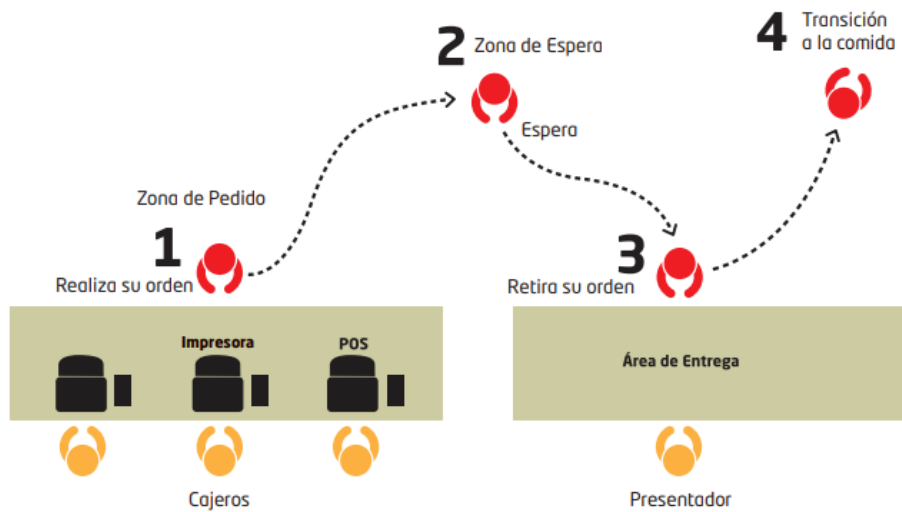 4
Transición
a la comida
2
Zona de Espera
Espera
Zona de Pedido
1
Realiza su orden
3
Retira su orden
Impresora
POS
Área de Entrega
Cajeros
Presentador